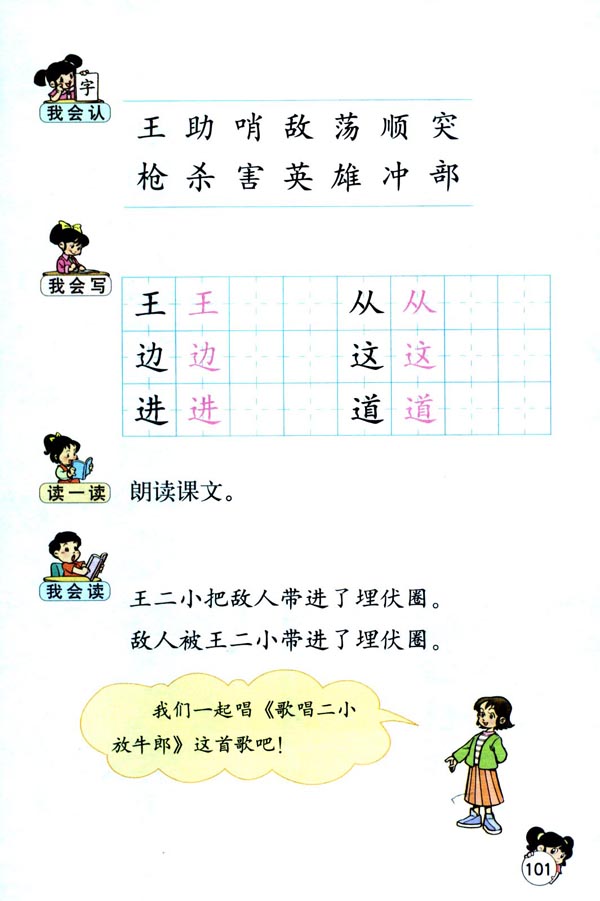 字
我会认
王 助 哨 敌 荡 顺 突
枪 杀 害 英 雄 冲 部
我会写
王 王 从 从
边 边 这 这
进 进 道 道
读一读
朗读课文。
我会读
王二小把敌人带进了埋伏圈。
敌人被王二小带进了埋伏圈。
我们一起唱《歌唱二小
放牛郎》这首歌吧！
101